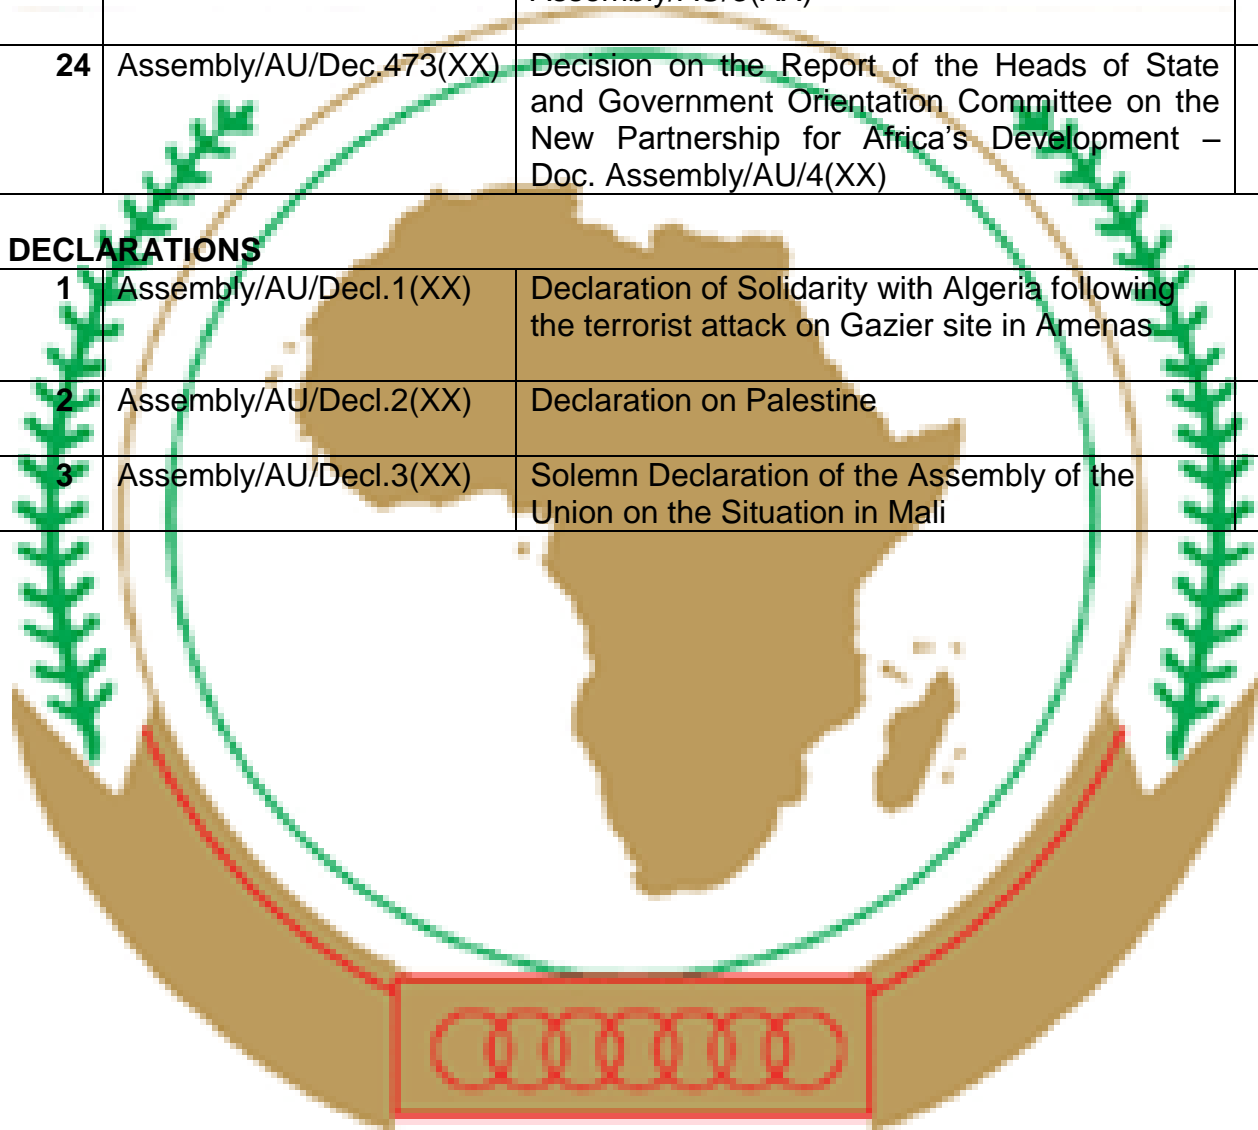 24 Assembly/AU/Dec.473(XX) Decision on the Report of the Heads of State
and Government Orientation Committee on the
New Partnership for Africa's Development –
Doc. Assembly/AU/4(XX)
DECLARATIONS
1 Assembly/AU/Decl.1(XX) Declaration of Solidarity with Algeria following
the terrorist attack on Gazier site in Amenas
2 Assembly/AU/Decl.2(XX) Declaration on Palestine
3 Assembly/AU/Decl.3(XX) Solemn Declaration of the Assembly of the
Union on the Situation in Mali